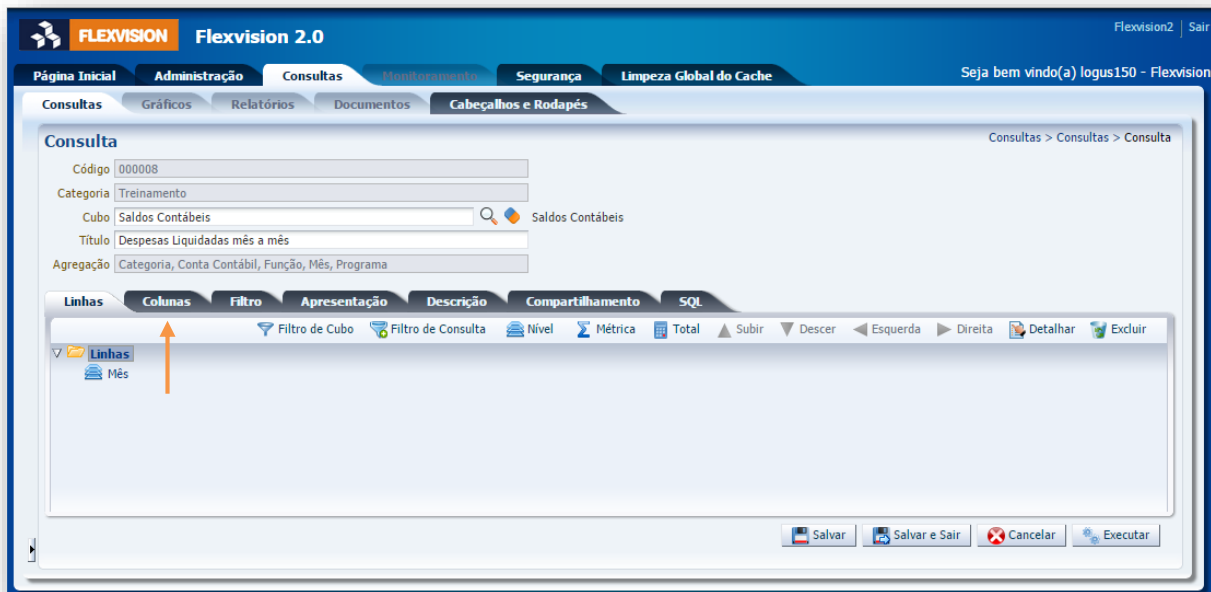 FLEXVISION Flexvision 2.0 Flexvision2 | Sair
Página Inicial Administração Consultas Monitoramento Segurança Limpeza Global do Cache Seja bem vindo(a) logus150 - Flexvision
Consultas Gráficos Relatórios Documentos Cabeçalhos e Rodapés
Consulta Consultas > Consultas > Consulta
Código 000008
Categoria Treinamento
Cubo Saldos Contábeis Saldos Contábeis
Título Despesas Liquidadas mês a mês
Agregação Categoria, Conta Contábil, Função, Mês, Programa
Linhas Colunas Filtro Apresentação Descrição Compartilhamento SQL
Filtro de Cubo Filtro de Consulta Nível Métrica Total Subir Descer Esquerda Direita Detalhar Excluir
Linhas
Mês
Salvar Salvar e Sair Cancelar Executar